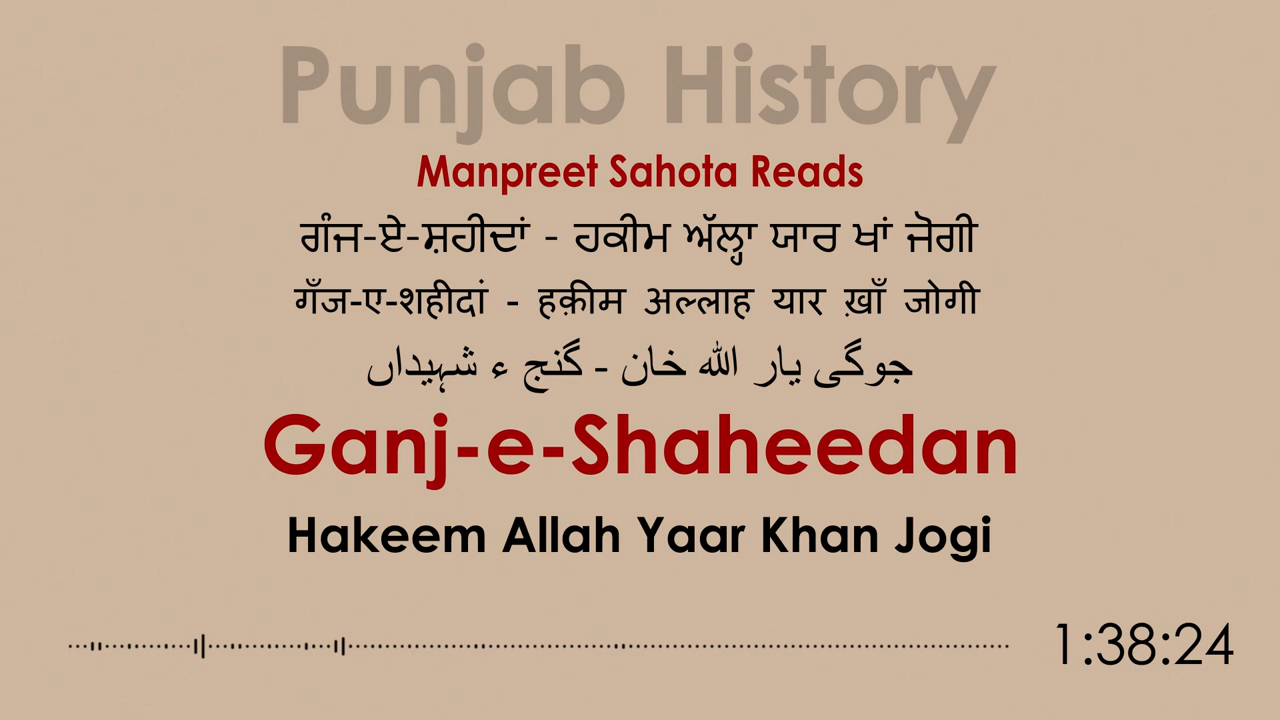 Punjab History
Manpreet Sahota Reads
ਗੰਜ-ਏ-ਸ਼ਹੀਦਾਂ - ਹਕੀਮ ਅੱਲ੍ਹਾ ਯਾਰ ਖਾਂ ਜੋਗੀ
गँज-ए-शहीदां - हक़ीम अल्लाह यार ख़ाँ जोगी
جوگی یار الله خان - گنج ء شہیداں
Ganj-e-Shaheedan
Hakeem Allah Yaar Khan Jogi
1:38:24